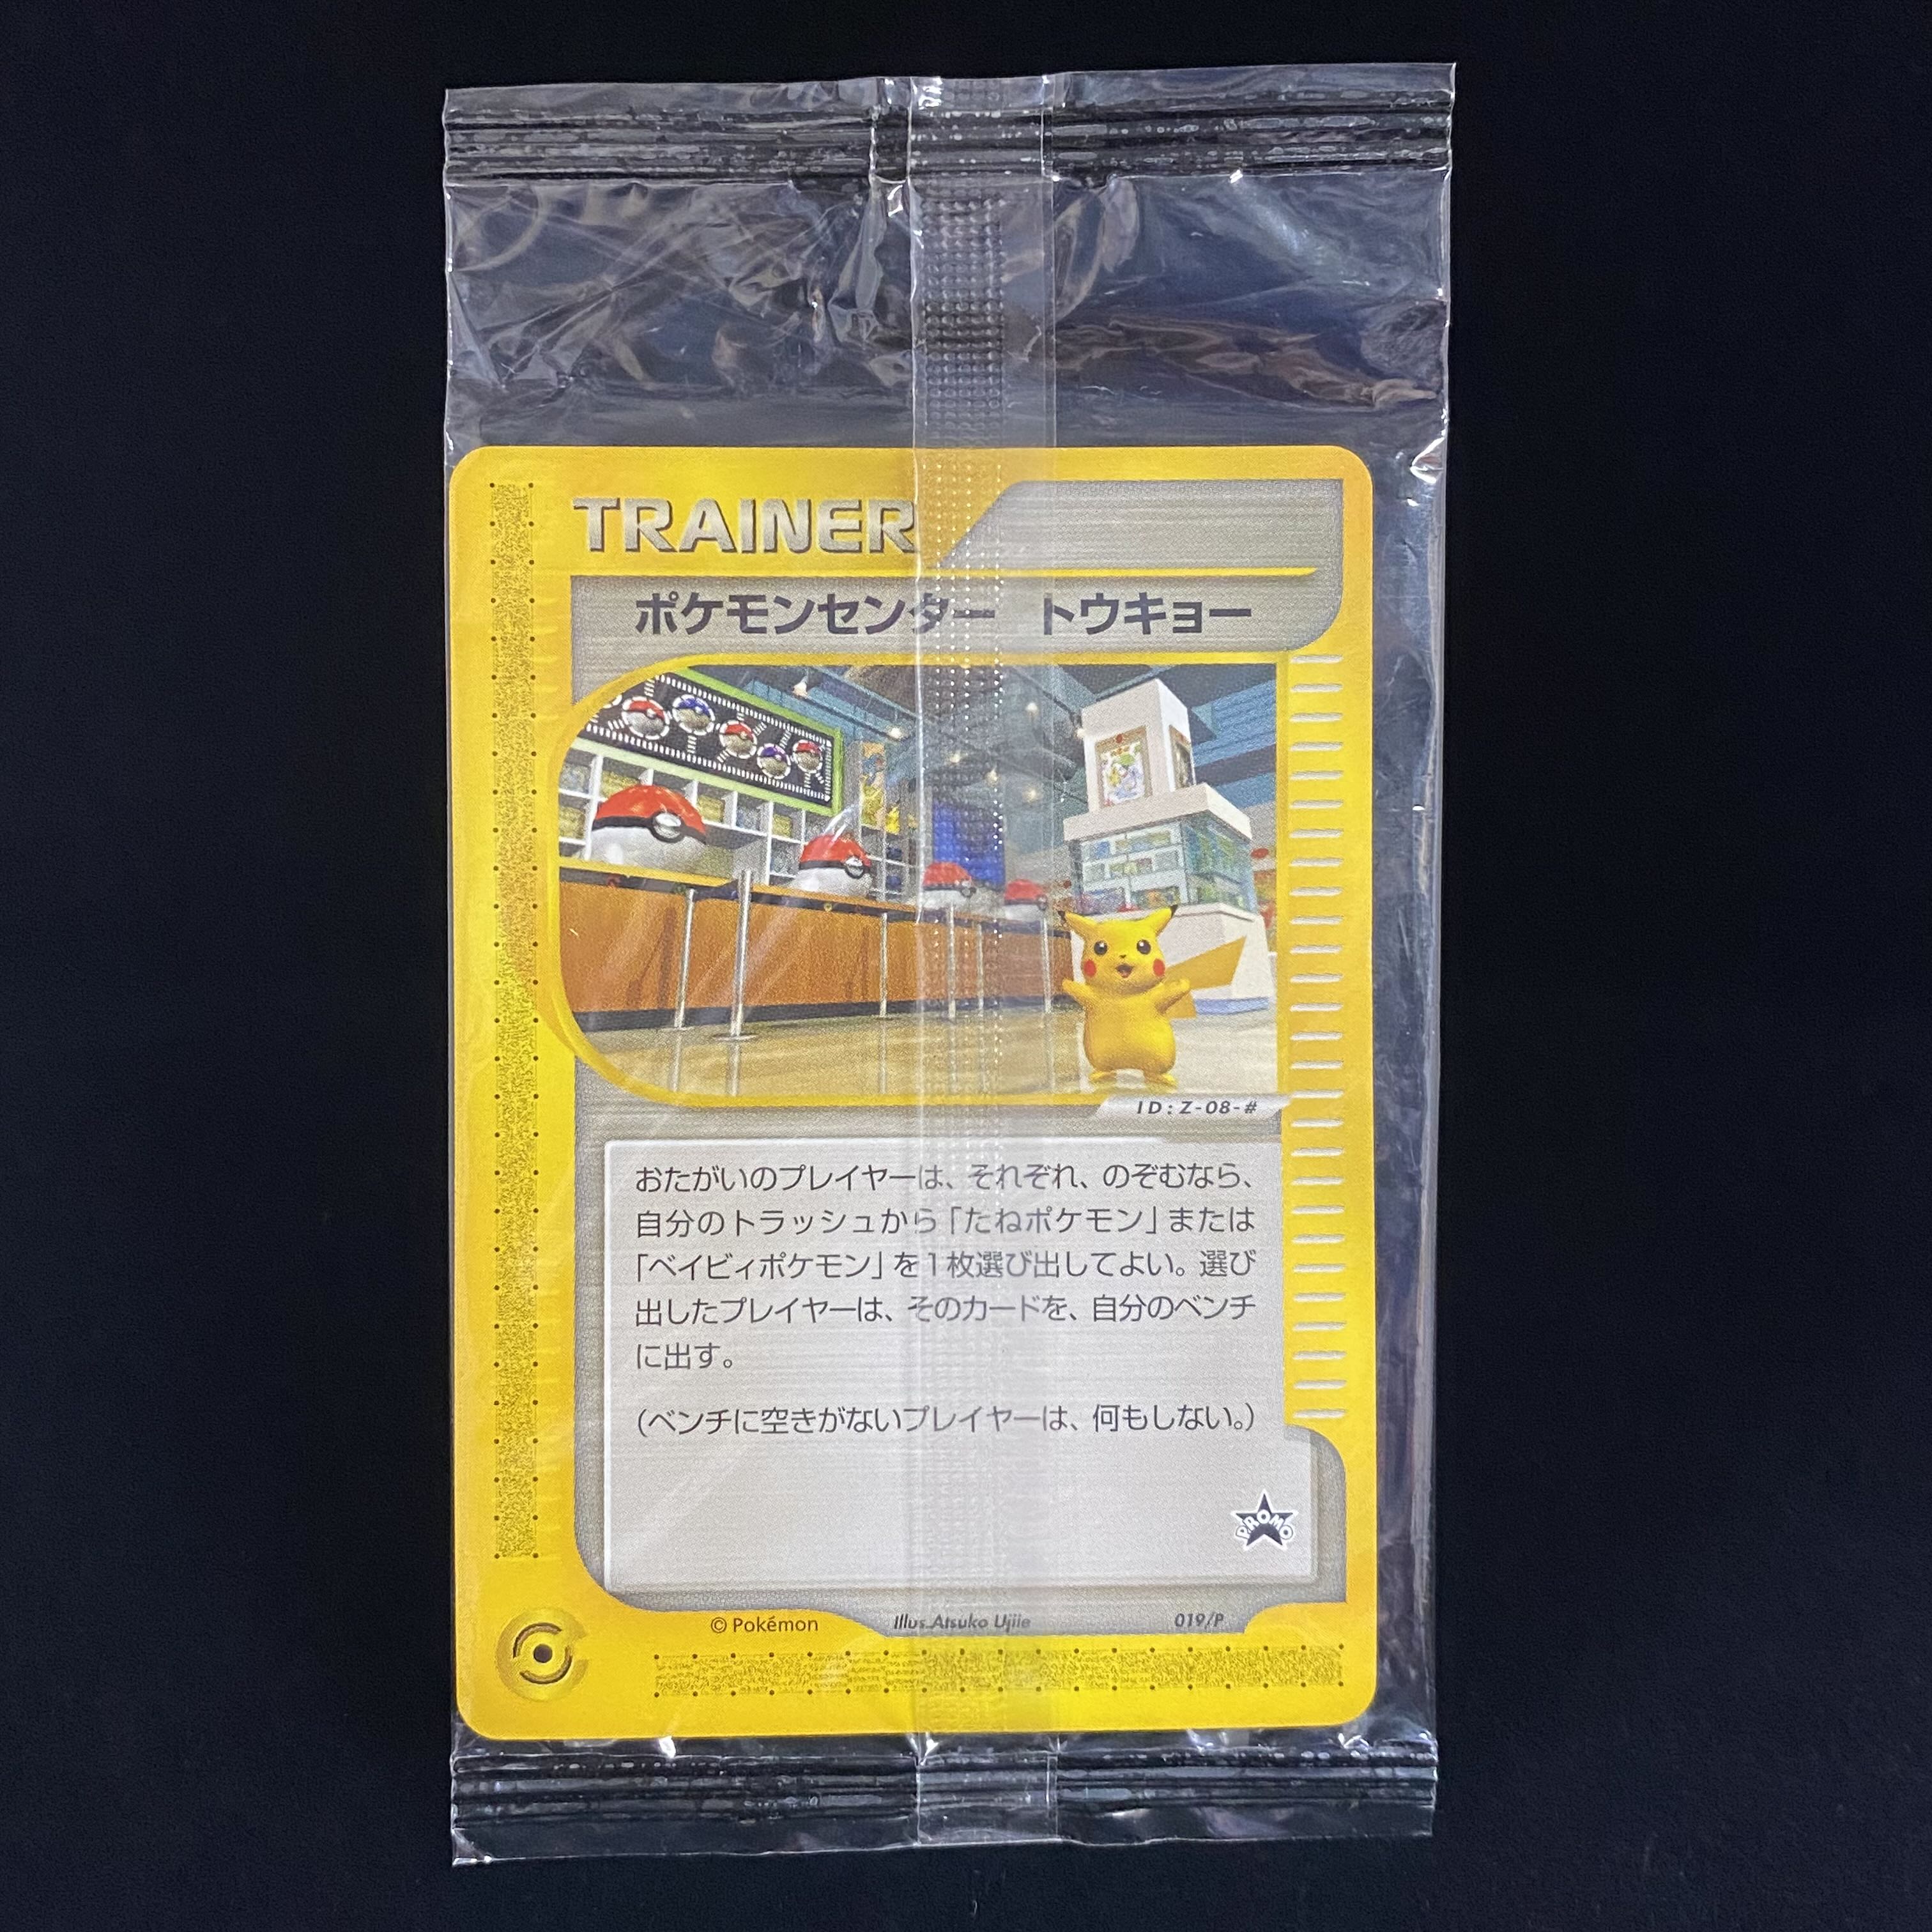 TRAINER
ポケモンセンター　トウキョー
ID:Z-08-#
おたがいのプレイヤーは、それぞれ、のぞむなら、
自分のトラッシュから「たねポケモン」または
「ベイビィポケモン」を1枚選び出してよい。選び
出したプレイヤーは、そのカードを、自分のベンチ
に出す。
（ベンチに空きがないプレイヤーは、何もしない。）
PROMO
© Pokémon Illus.Atsuko Ujiie 019/P